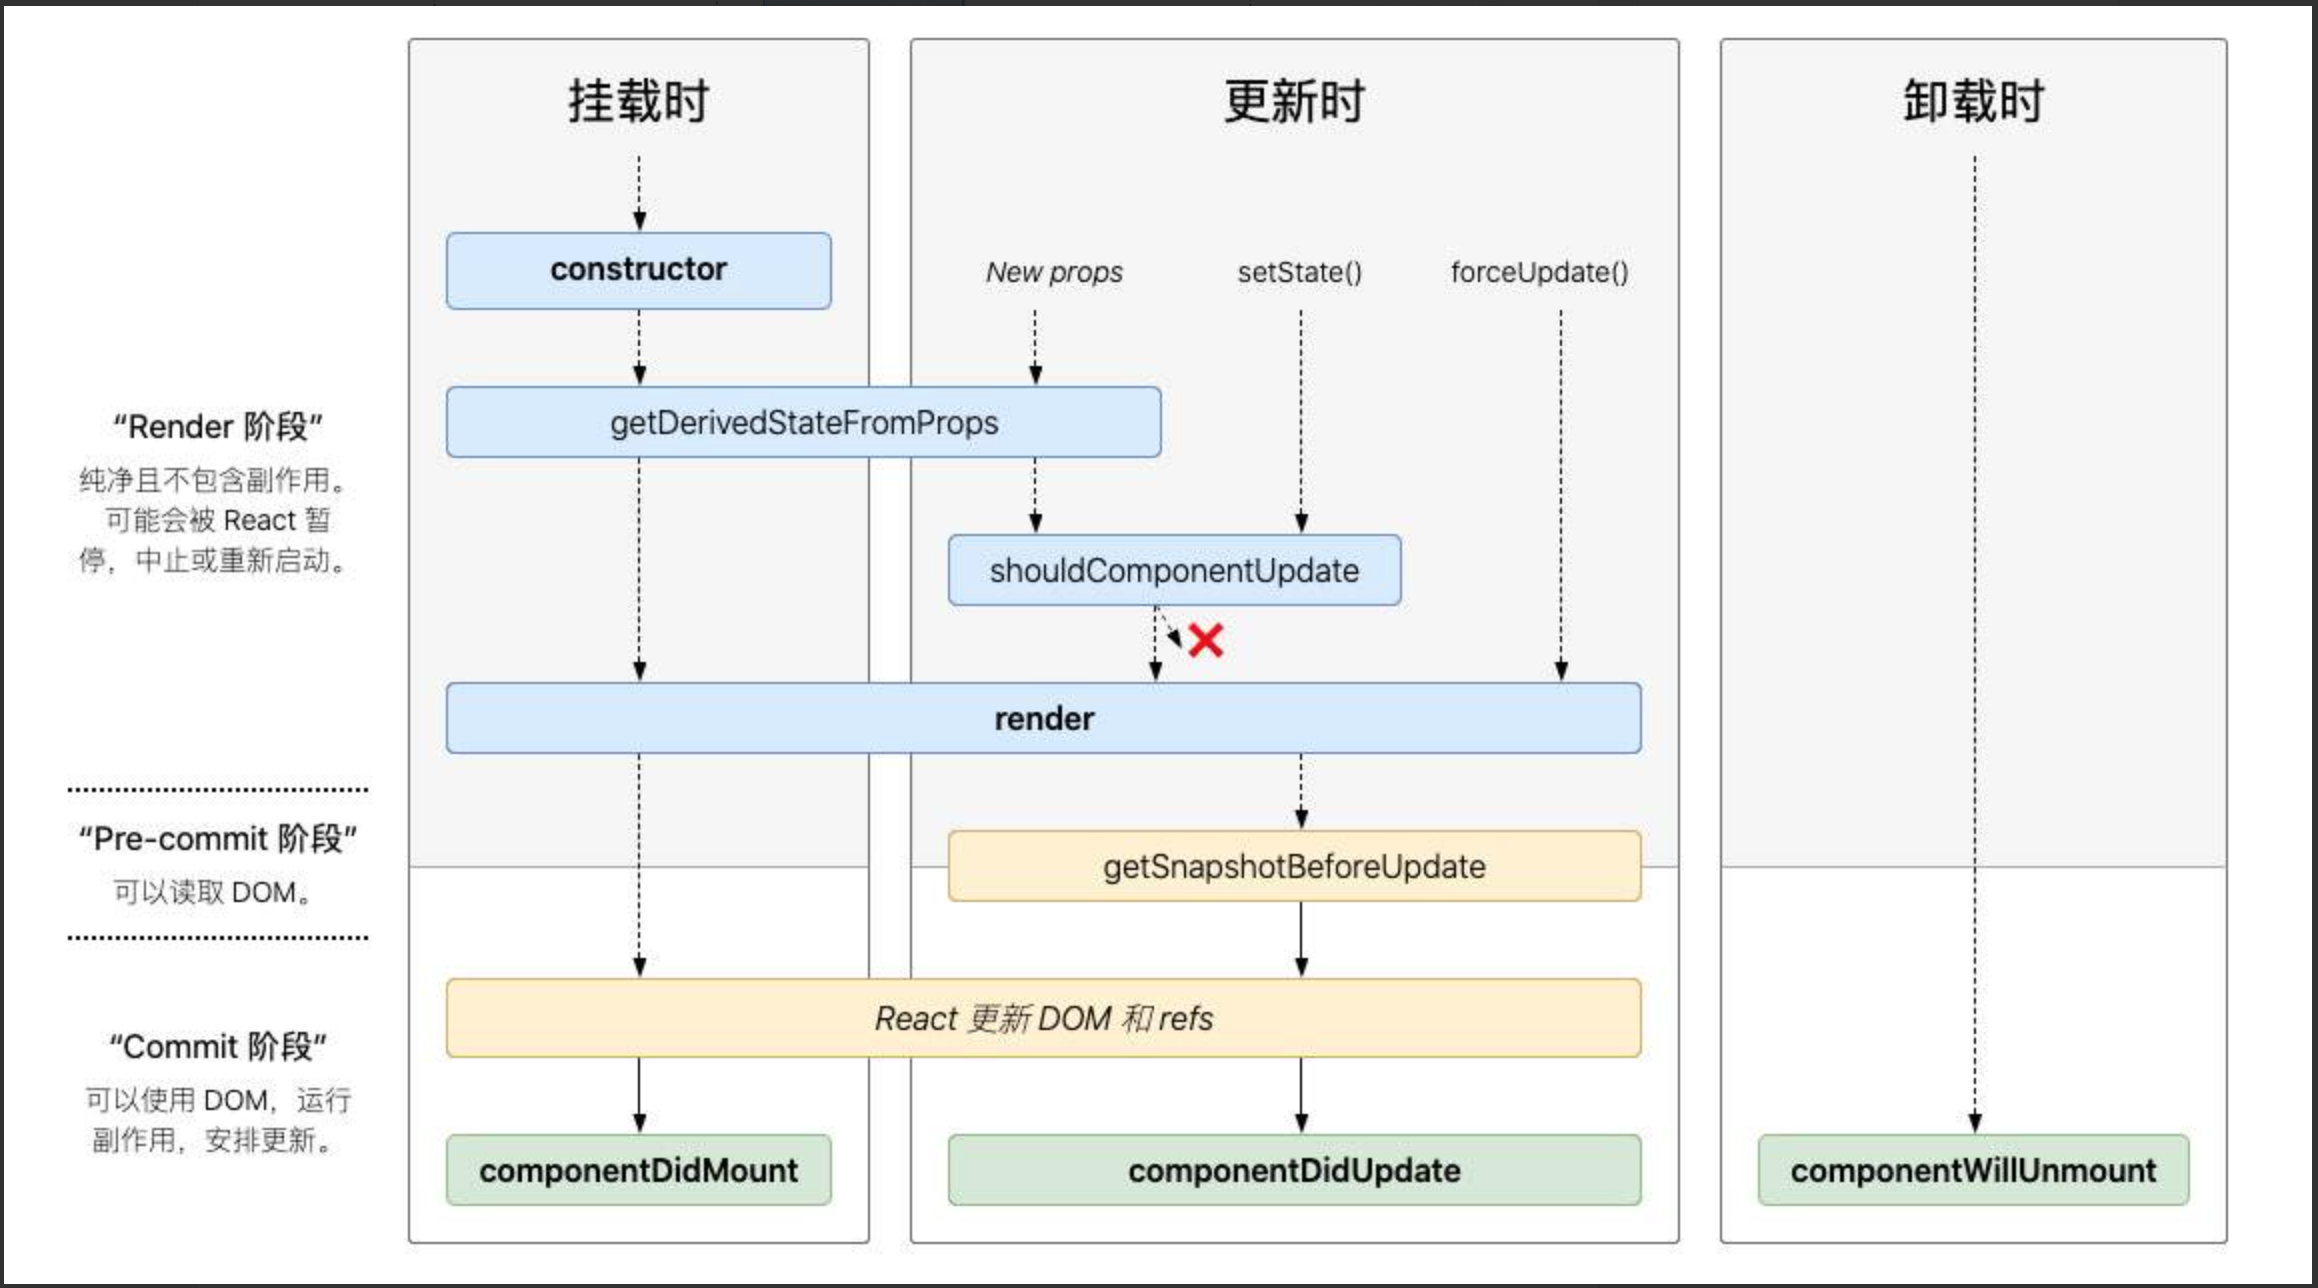 挂载时
更新时
卸载时
constructor
New props
setState()
forceUpdate()
getDerivedStateFromProps
“Render 阶段”
纯净且不包含副作用。
可能会被 React 暂
停，中止或重新启动。
shouldComponentUpdate
render
“Pre-commit 阶段”
可以读取 DOM。
getSnapshotBeforeUpdate
React 更新 DOM 和 refs
“Commit 阶段”
可以使用 DOM，运行
副作用，安排更新。
componentDidMount
componentDidUpdate
componentWillUnmount